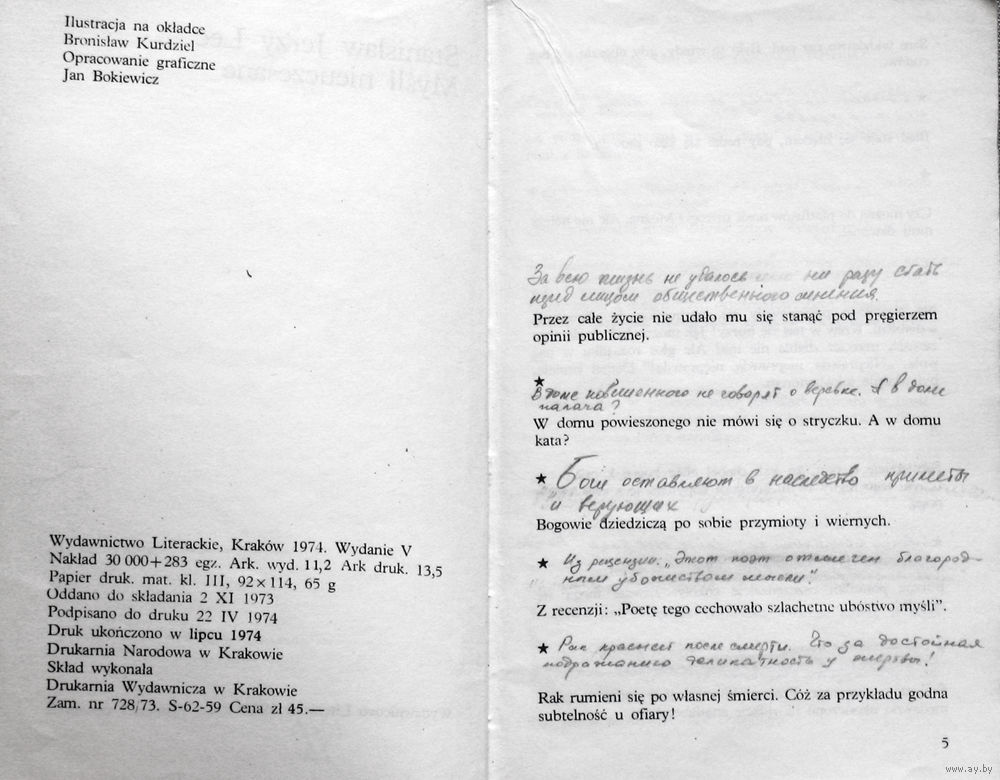 Ilustracja na okładce
Bronisław Kurdziel
Opracowanie graficzne
Jan Bokiewicz
Wydawnictwo Literackie, Kraków 1974. Wydanie V
Nakład 30 000+283 egz. Ark. wyd. 11,2 Ark druk. 13,5
Papier druk. mat. kl. III, 92×114, 65 g
Oddano do składania 2 XI 1973
Podpisano do druku 22 IV 1974
Druk ukończono w lipcu 1974
Drukarnia Narodowa w Krakowie
Skład wykonała
Drukarnia Wydawnicza w Krakowie
Zam. nr 728/73. S-62-59 Cena zł 45.—
За всю жизнь не удалось ни разу стать
пред лицом общественного мнения.
Przez całe życie nie udało mu się stanąć pod pręgierzem
opinii publicznej.
★
В доме повешенного не говорят о веревке. А в доме
палача?
W domu powieszonego nie mówi się o stryczku. A w domu
kata?
★ Боги оставляют в наследство приметы
и верующих
Bogowie dziedziczą po sobie przymioty i wiernych.
★ Из рецензии: „Этот поэт отмечен благород-
ным убожеством мысли".
Z recenzji: „Poetę tego cechowało szlachetne ubóstwo myśli".
★ Рак краснеет после смерти. Что за достойная
подражанию деликатность у жертвы!
Rak rumieni się po własnej śmierci. Cóż za przykładu godna
subtelność u ofiary!
5
www.ay.by